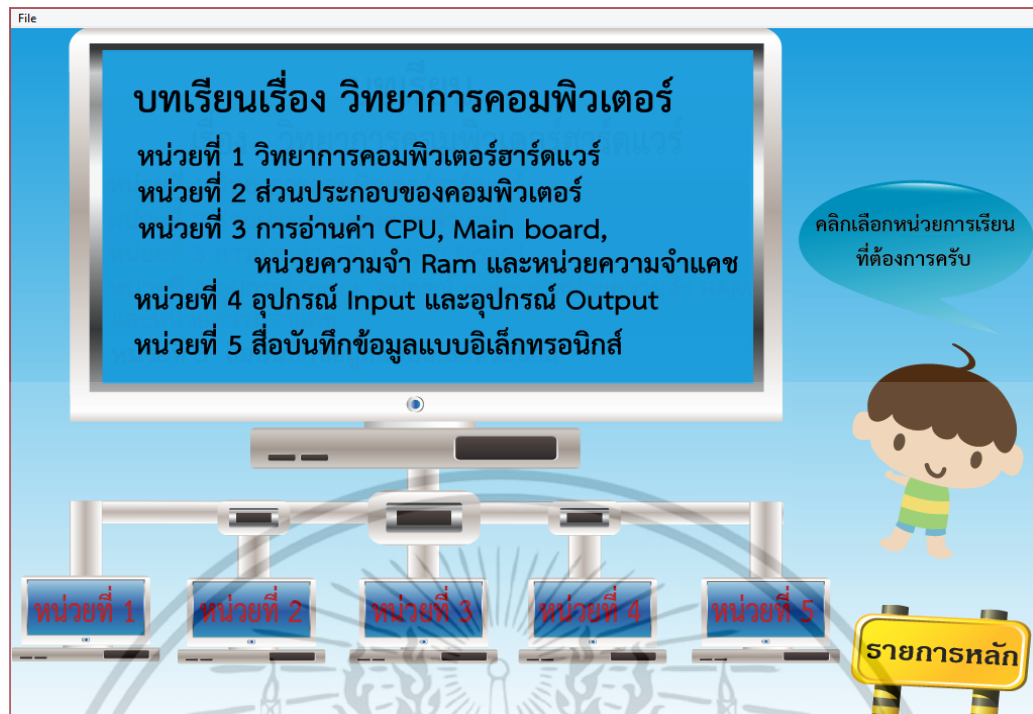 File
บทเรียนเรื่อง วิทยาการคอมพิวเตอร์
หน่วยที่ 1 วิทยาการคอมพิวเตอร์ฮาร์ดแวร์
หน่วยที่ 2 ส่วนประกอบของคอมพิวเตอร์
หน่วยที่ 3 การอ่านค่า CPU, Main board,
หน่วยความจำ Ram และหน่วยความจำแคช
หน่วยที่ 4 อุปกรณ์ Input และอุปกรณ์ Output
หน่วยที่ 5 สื่อบันทึกข้อมูลแบบอิเล็กทรอนิกส์
คลิกเลือกหน่วยการเรียน
ที่ต้องการครับ
หน่วยที่ 1
หน่วยที่ 2
หน่วยที่ 3
หน่วยที่ 4
หน่วยที่ 5
รายการหลัก